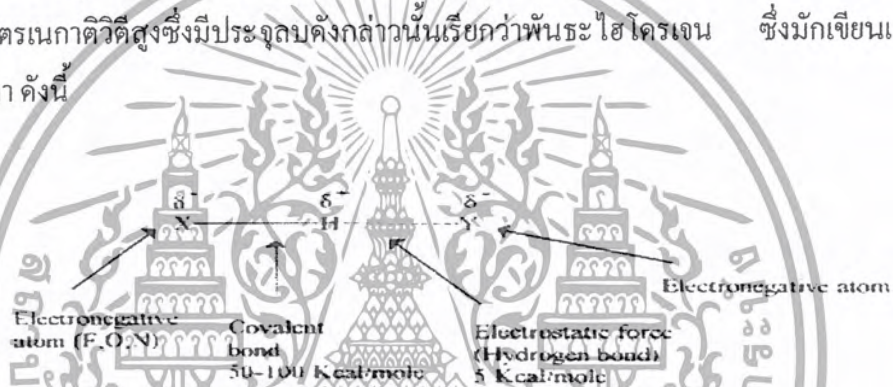 ตรเนกาติวิตีสูงซึ่งมีประจุลบดังกล่าวนั้นเรียกว่าพันธะไฮโดรเจน ซึ่งมักเขียนเ
า ดังนี้
δ⁻ δ⁺ δ⁻
X H Y
Electronegative atom
Electronegative atom (F,O,N)
Covalent bond 50-100 Kcal/mole
Electrostatic force (Hydrogen bond) 5 Kcal/mole